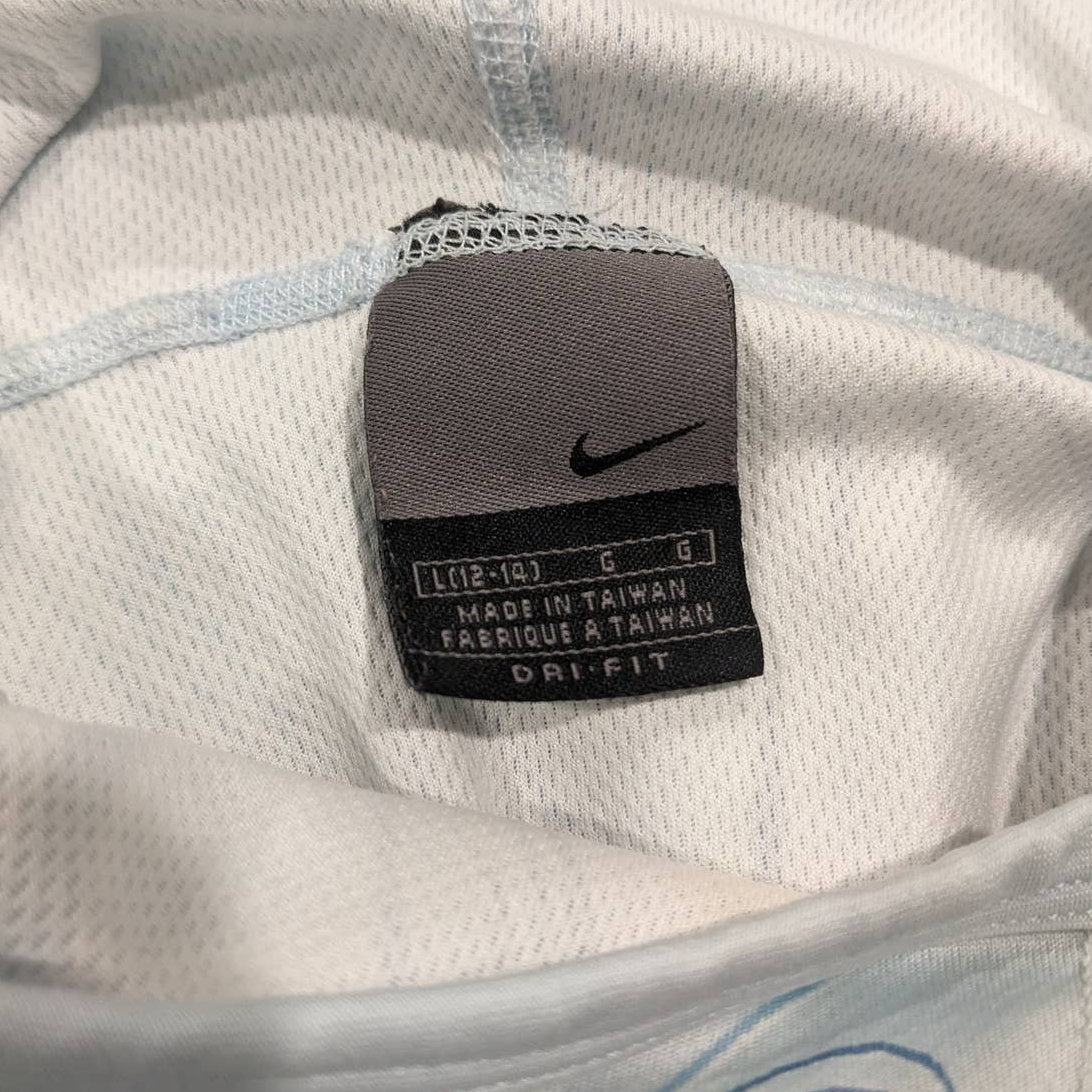 L(12-14) G G
MADE IN TAIWAN
FABRIQUE A TAIWAN
DRI·FIT